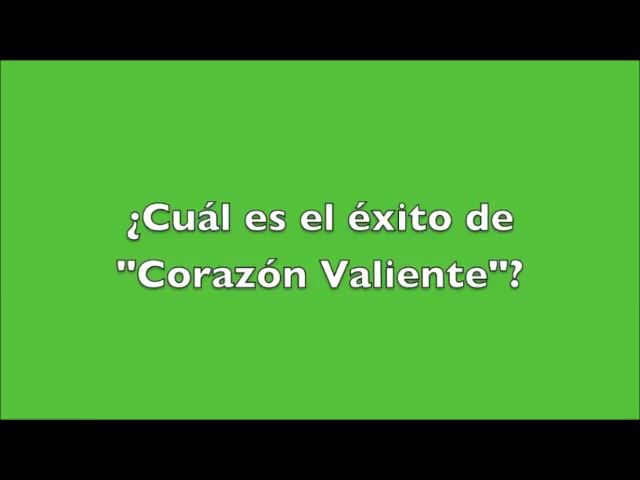 ¿Cuál es el éxito de
"Corazón Valiente"?